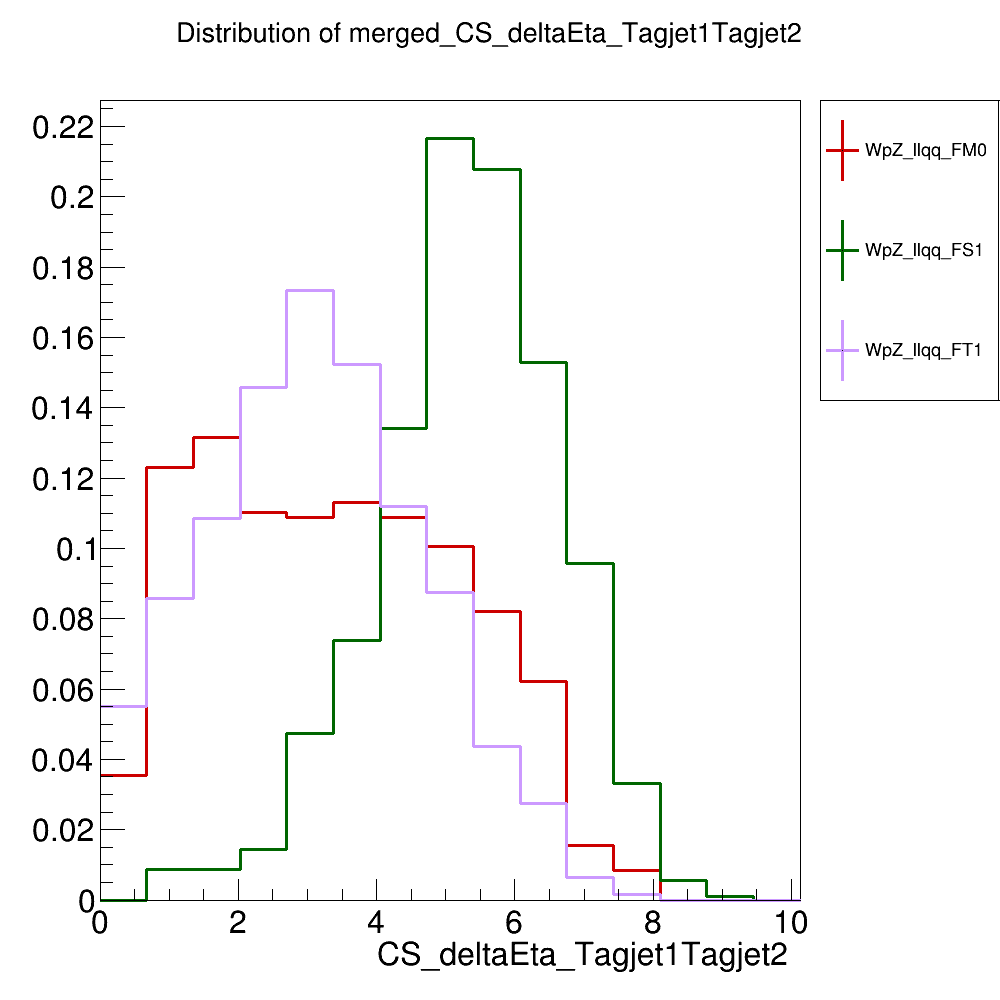 Distribution of merged_CS_deltaEta_Tagjet1Tagjet2
0.22
0.2
0.18
0.16
0.14
0.12
0.1
0.08
0.06
0.04
0.02
0
0 2 4 6 8 10
CS_deltaEta_Tagjet1Tagjet2
WpZ_llqq_FM0
WpZ_llqq_FS1
WpZ_llqq_FT1